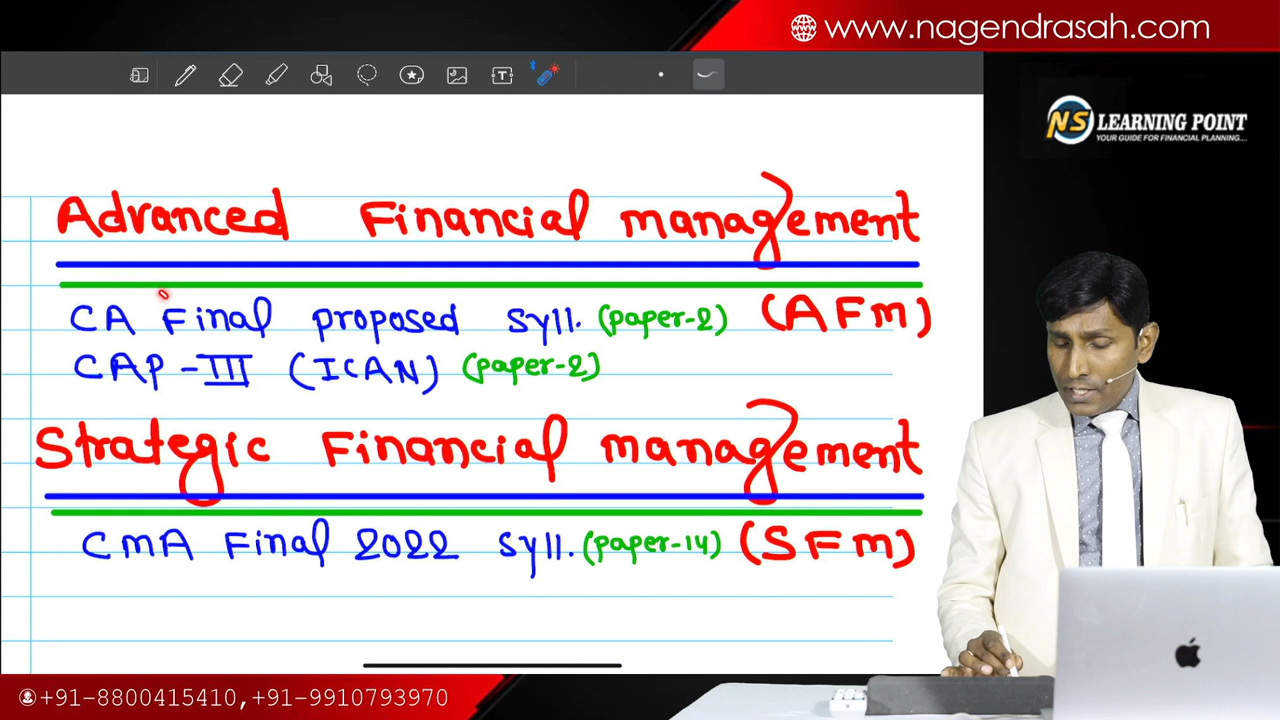 www.nagendrasah.com
NS LEARNING POINT
YOUR GUIDE FOR FINANCIAL PLANNING....
Advanced Financial management
CA Final proposed syll. (paper-2) (AFm)
CAP-III (ICAN) (paper-2)
Strategic Financial management
CMA Final 2022 syll. (paper-14) (SFm)
+91-8800415410,+91-9910793970